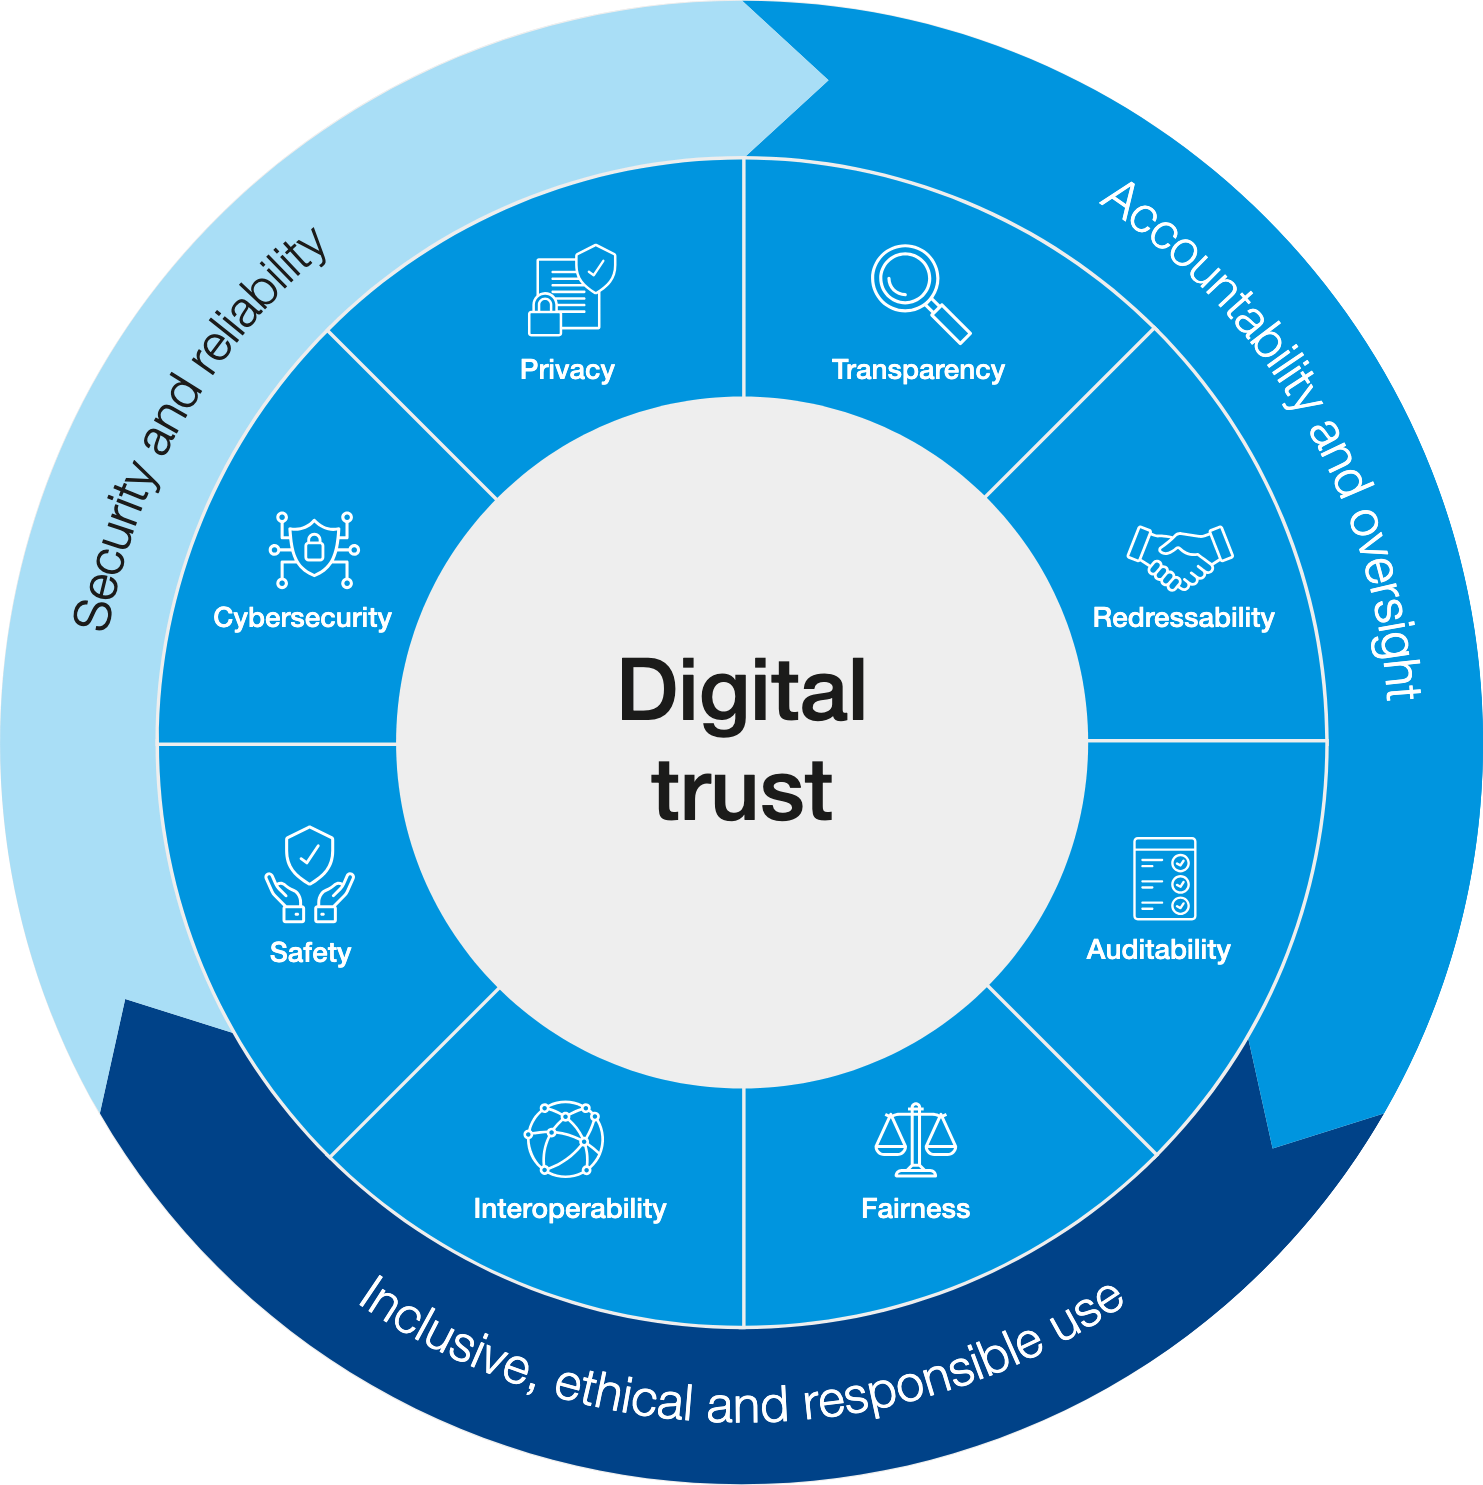 Security and reliability
Accountability and oversight
Inclusive, ethical and responsible use
Privacy
Transparency
Cybersecurity
Redressability
Safety
Auditability
Interoperability
Fairness
Digital
trust